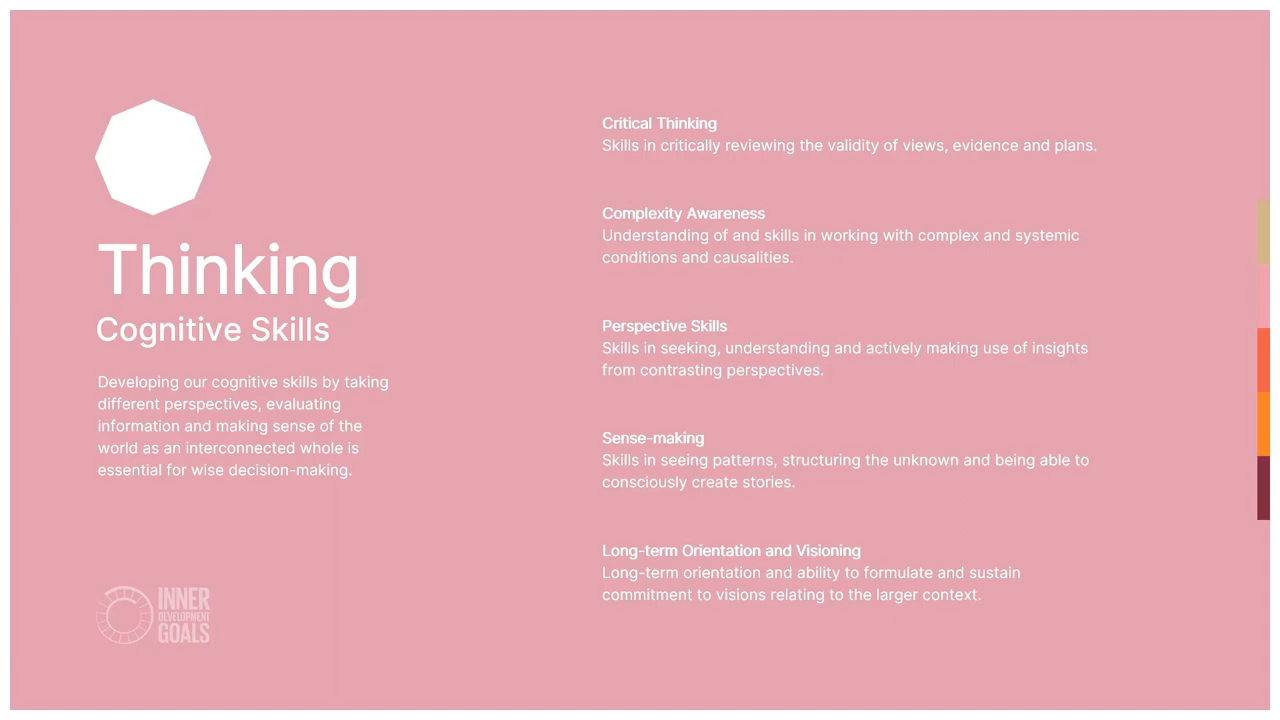 Thinking
Cognitive Skills
Developing our cognitive skills by taking
different perspectives, evaluating
information and making sense of the
world as an interconnected whole is
essential for wise decision-making.
INNER
DEVELOPMENT
GOALS
Critical Thinking
Skills in critically reviewing the validity of views, evidence and plans.
Complexity Awareness
Understanding of and skills in working with complex and systemic
conditions and causalities.
Perspective Skills
Skills in seeking, understanding and actively making use of insights
from contrasting perspectives.
Sense-making
Skills in seeing patterns, structuring the unknown and being able to
consciously create stories.
Long-term Orientation and Visioning
Long-term orientation and ability to formulate and sustain
commitment to visions relating to the larger context.